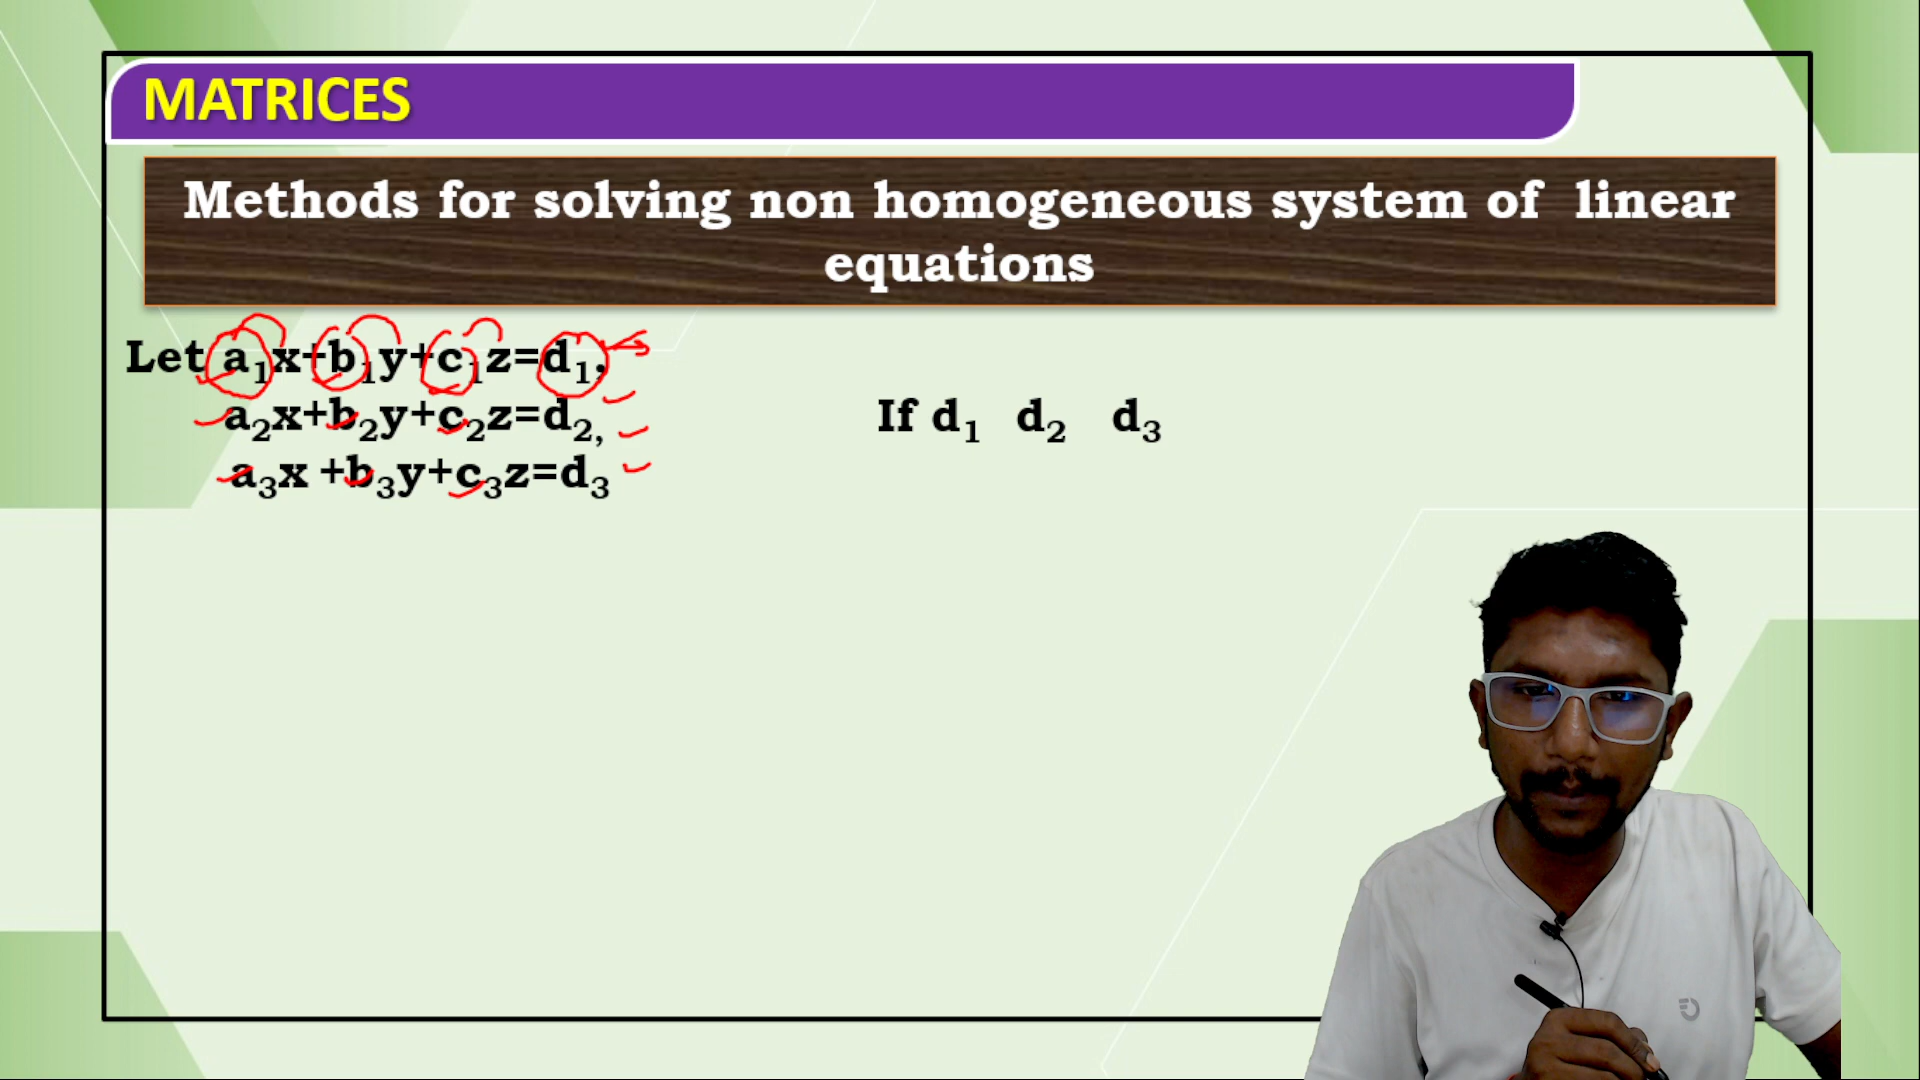 MATRICES
Methods for solving non homogeneous system of linear
equations
Let a₁x+b₁y+c₁z=d₁,
a₂x+b₂y+c₂z=d₂,
a₃x +b₃y+c₃z=d₃
If d₁ d₂ d₃